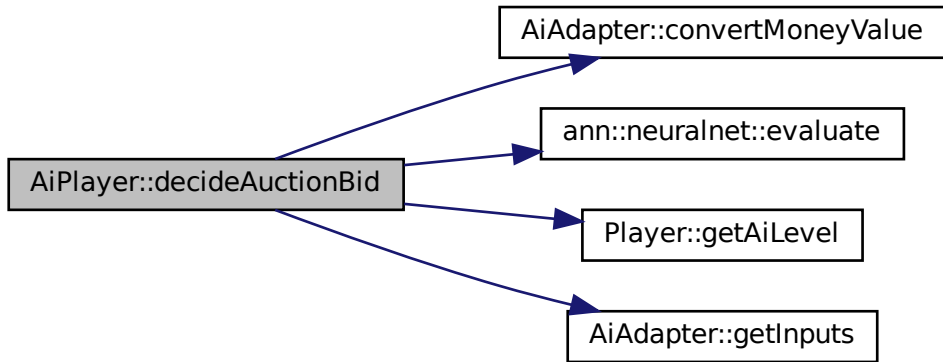 AiAdapter::convertMoneyValue
ann::neuralnet::evaluate
AiPlayer::decideAuctionBid
Player::getAiLevel
AiAdapter::getInputs